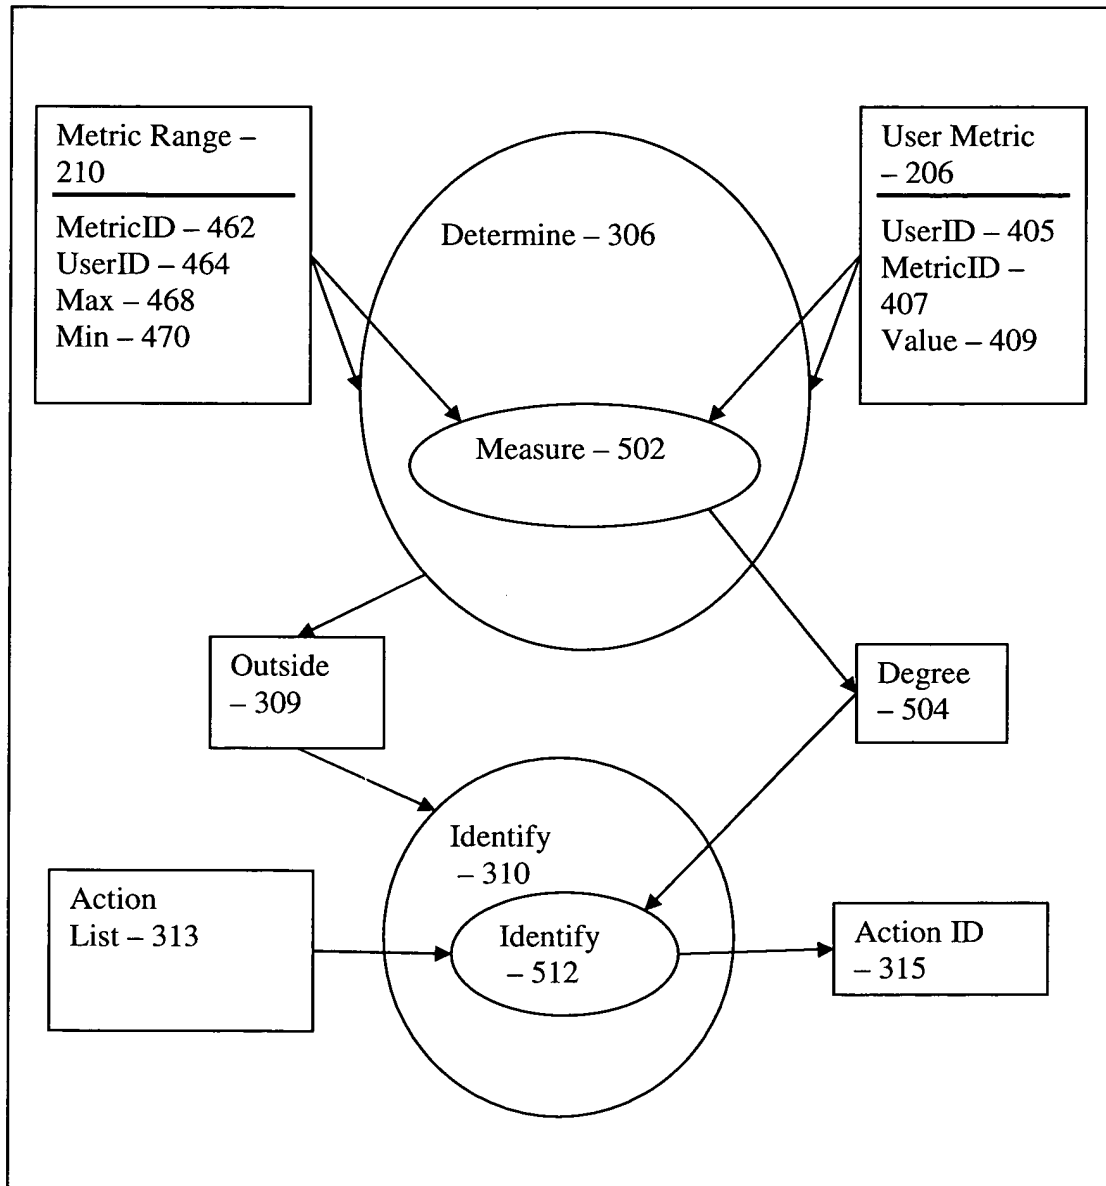 Metric Range –
210
MetricID – 462
UserID – 464
Max – 468
Min – 470
Determine – 306
User Metric
– 206
UserID – 405
MetricID –
407
Value – 409
Measure – 502
Outside
– 309
Degree
– 504
Identify
– 310
Action
List – 313
Identify
– 512
Action ID
– 315